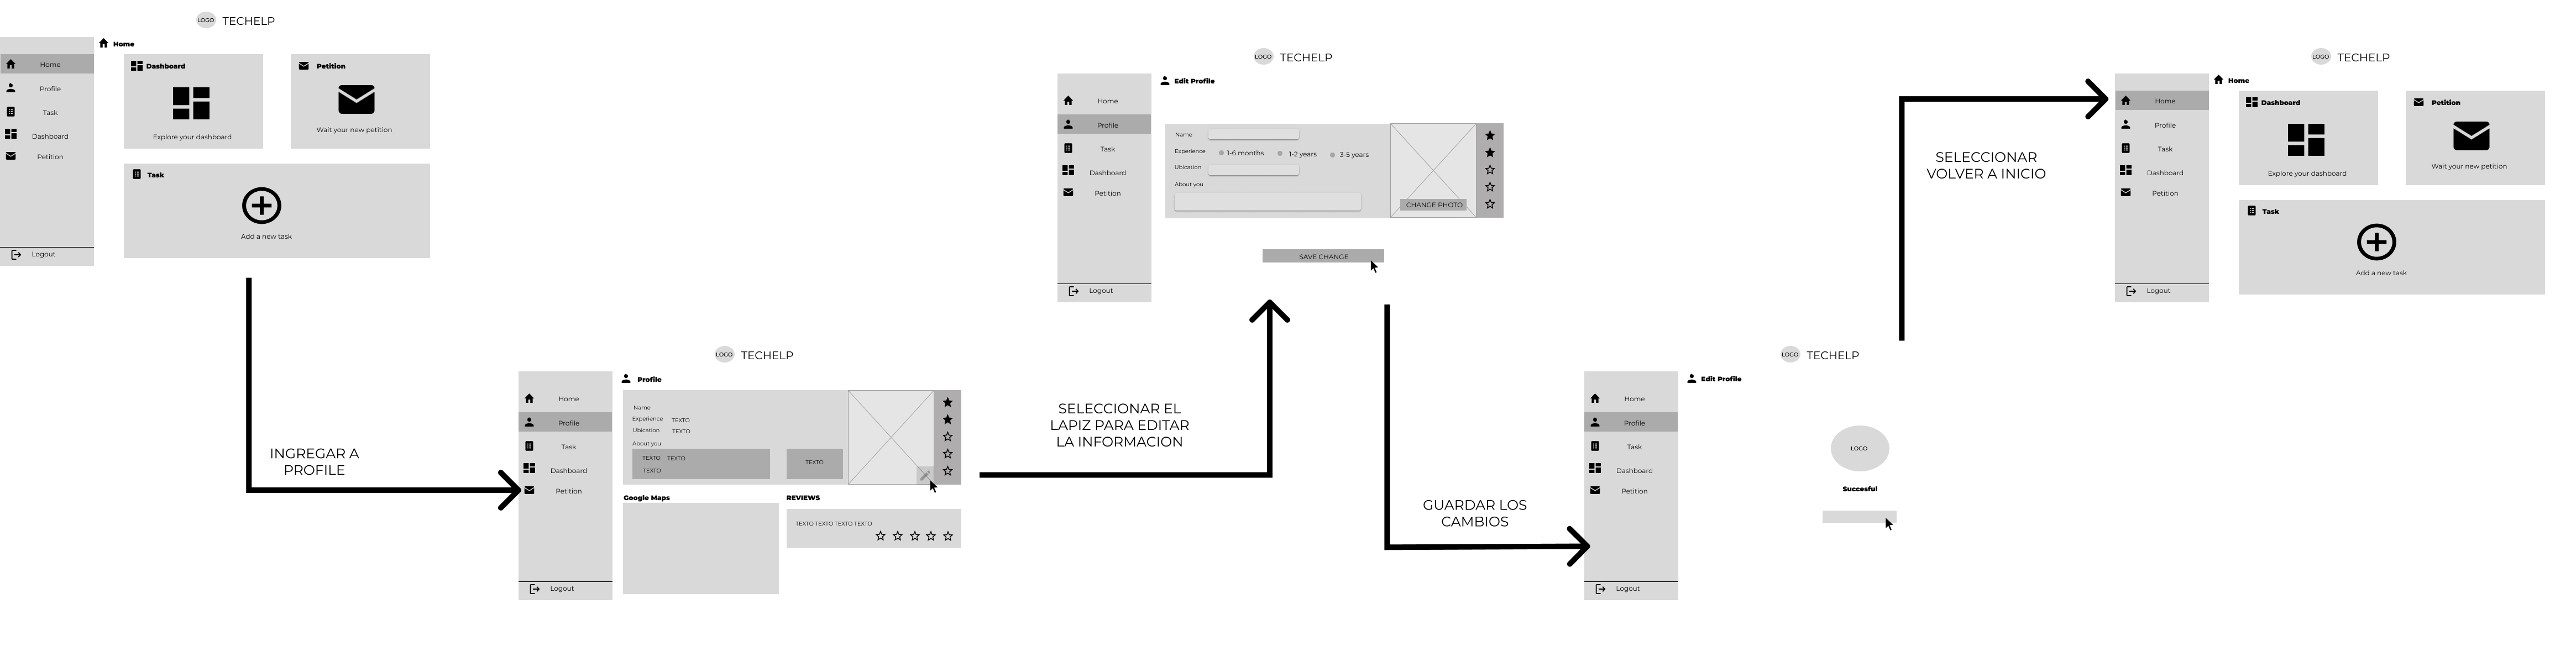 LOGO TECHELP
Home
Home
Profile
Task
Dashboard
Petition
Logout
Dashboard
Explore your dashboard
Petition
Wait your new petition
Task
Add a new task
INGREGAR A
PROFILE
LOGO TECHELP
Profile
Home
Profile
Task
Dashboard
Petition
Logout
Name
Experience TEXTO
Ubication TEXTO
About you
TEXTO TEXTO
TEXTO
TEXTO
Google Maps
REVIEWS
TEXTO TEXTO TEXTO TEXTO
SELECCIONAR EL
LAPIZ PARA EDITAR
LA INFORMACION
LOGO TECHELP
Edit Profile
Home
Profile
Task
Dashboard
Petition
Logout
Name
Experience 1-6 months 1-2 years 3-5 years
Ubication
About you
CHANGE PHOTO
SAVE CHANGE
GUARDAR LOS
CAMBIOS
LOGO TECHELP
Edit Profile
Home
Profile
Task
Dashboard
Petition
Logout
LOGO
Succesful
SELECCIONAR
VOLVER A INICIO
LOGO TECHELP
Home
Home
Profile
Task
Dashboard
Petition
Logout
Dashboard
Explore your dashboard
Petition
Wait your new petition
Task
Add a new task